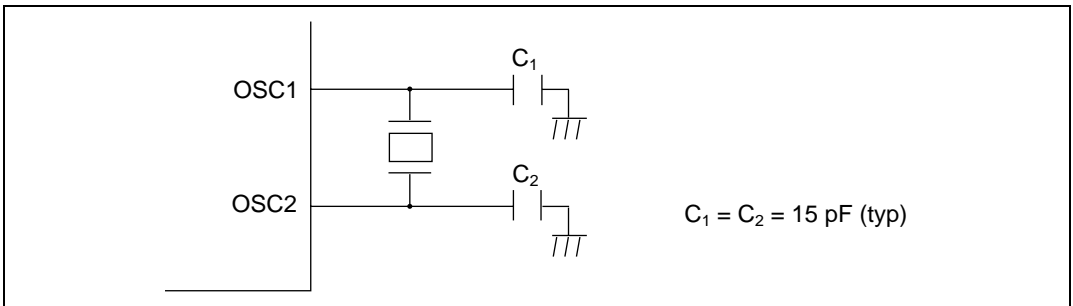 C₁
OSC1
C₂
OSC2
C₁ = C₂ = 15 pF (typ)